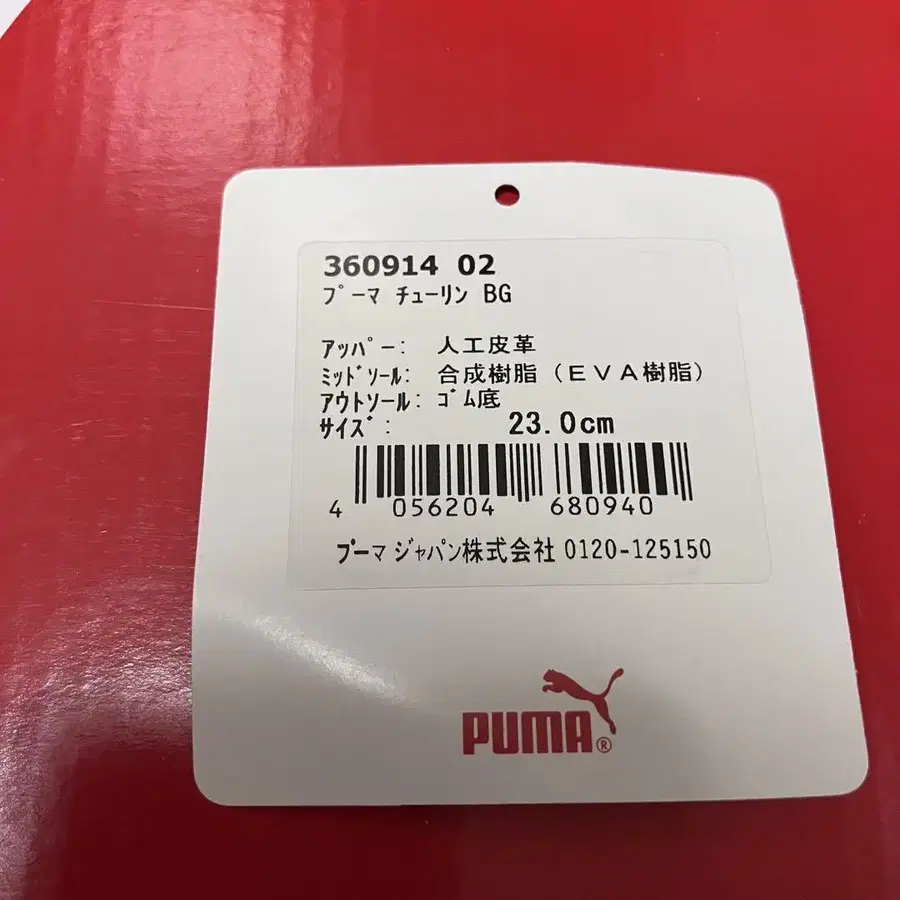 360914 02
プーマ チューリン BG
アッパー: 人工皮革
ミッドソール: 合成樹脂（ＥＶＡ樹脂）
アウトソール: ゴム底
サイズ: 23.0cm
4 056204 680940
プーマ ジャパン株式会社 0120-125150
PUMA®